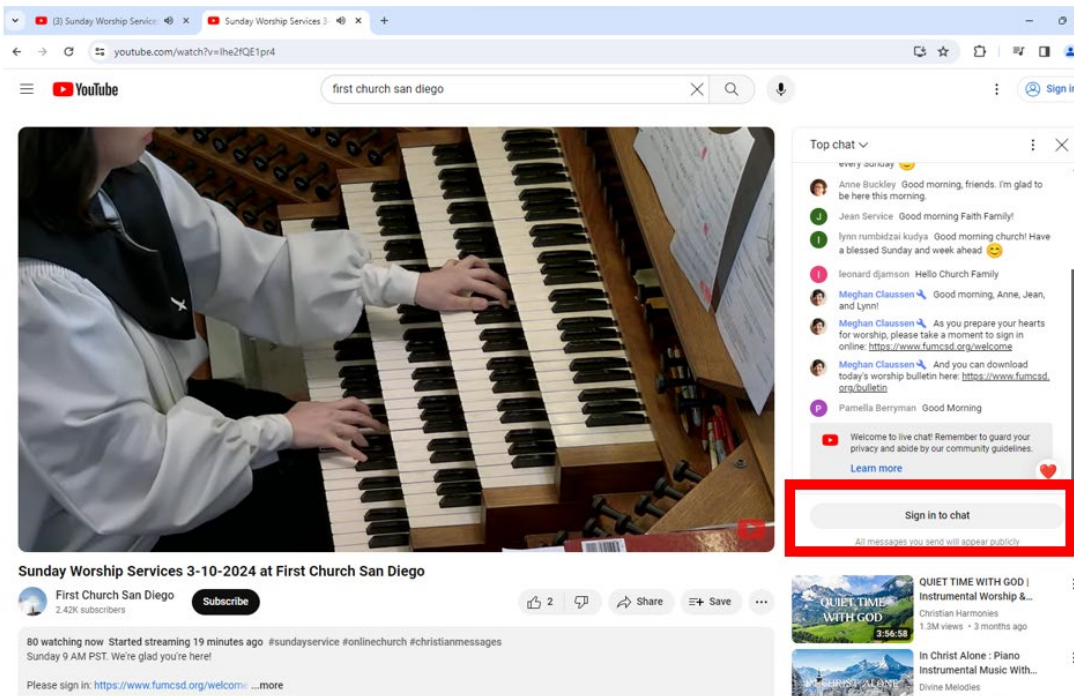 (3) Sunday Worship Service
Sunday Worship Services 3-
youtube.com/watch?v=lhe2fQE1pr4
YouTube
first church san diego
Sign in
Top chat
every Sunday
Anne Buckley Good morning, friends. I'm glad to
be here this morning.
J
Jean Service Good morning Faith Family!
l
lynn rumbidzai kudya Good morning church! Have
a blessed Sunday and week ahead
l
leonard djamson Hello Church Family
Meghan Claussen Good morning, Anne, Jean,
and Lynn!
Meghan Claussen As you prepare your hearts
for worship, please take a moment to sign in
online: https://www.fumcsd.org/welcome
Meghan Claussen And you can download
today's worship bulletin here: https://www.fumcsd.
org/bulletin
P
Pamella Berryman Good Morning
Welcome to live chat! Remember to guard your
privacy and abide by our community guidelines.
Learn more
Sign in to chat
All messages you send will appear publicly
Sunday Worship Services 3-10-2024 at First Church San Diego
First Church San Diego
2.42K subscribers
Subscribe
2
Share
Save
80 watching now Started streaming 19 minutes ago #sundayservice #onlinechurch #christianmessages
Sunday 9 AM PST. We're glad you're here!
Please sign in: https://www.fumcsd.org/welcome ...more
QUIET TIME
WITH GOD
3:56:58
QUIET TIME WITH GOD |
Instrumental Worship &...
Christian Harmonies
1.3M views • 3 months ago
IN CHRIST ALONE
In Christ Alone : Piano
Instrumental Music With...
Divine Melodies